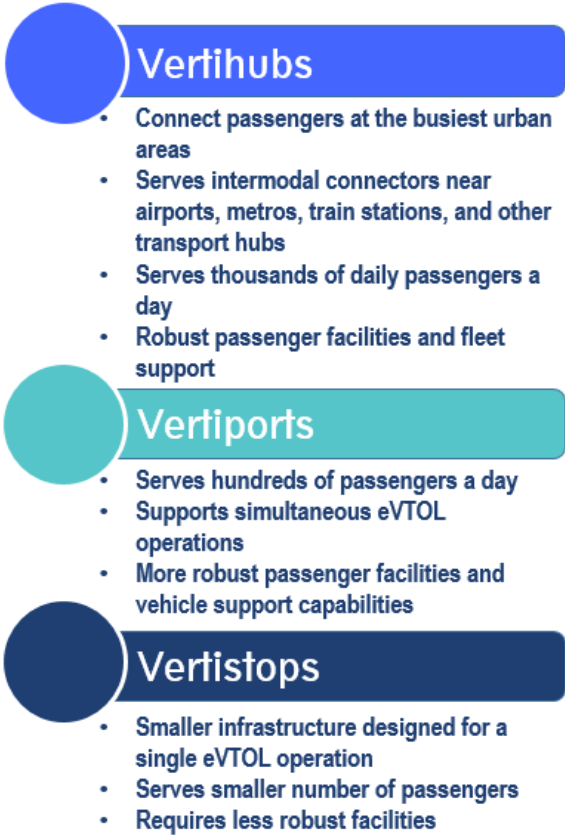 Vertihubs
• Connect passengers at the busiest urban
areas
• Serves intermodal connectors near
airports, metros, train stations, and other
transport hubs
• Serves thousands of daily passengers a
day
• Robust passenger facilities and fleet
support
Vertiports
• Serves hundreds of passengers a day
• Supports simultaneous eVTOL
operations
• More robust passenger facilities and
vehicle support capabilities
Vertistops
• Smaller infrastructure designed for a
single eVTOL operation
• Serves smaller number of passengers
• Requires less robust facilities